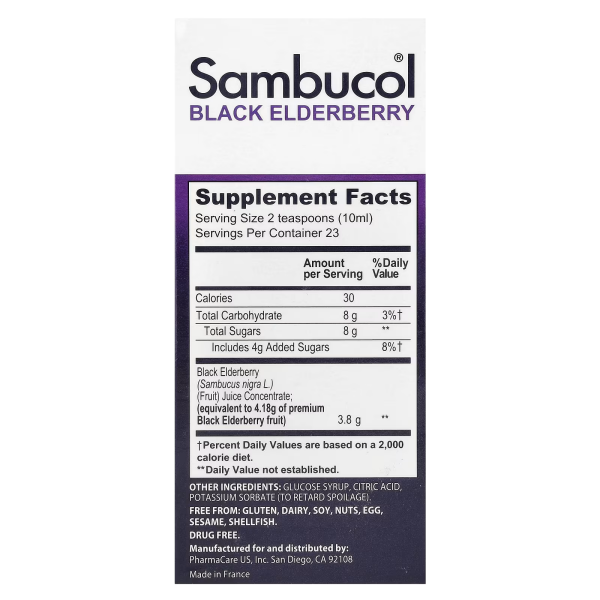 Sambucol®
BLACK ELDERBERRY
Supplement Facts
Serving Size 2 teaspoons (10ml)
Servings Per Container 23
Amount per Serving %Daily Value
Calories 30
Total Carbohydrate 8 g 3%†
Total Sugars 8 g **
Includes 4g Added Sugars 8%†
Black Elderberry
(Sambucus nigra L.)
(Fruit) Juice Concentrate;
(equivalent to 4.18g of premium
Black Elderberry fruit) 3.8 g **
†Percent Daily Values are based on a 2,000
calorie diet.
**Daily Value not established.
OTHER INGREDIENTS: GLUCOSE SYRUP, CITRIC ACID,
POTASSIUM SORBATE (TO RETARD SPOILAGE).
FREE FROM: GLUTEN, DAIRY, SOY, NUTS, EGG,
SESAME, SHELLFISH.
DRUG FREE.
Manufactured for and distributed by:
PharmaCare US, Inc. San Diego, CA 92108
Made in France